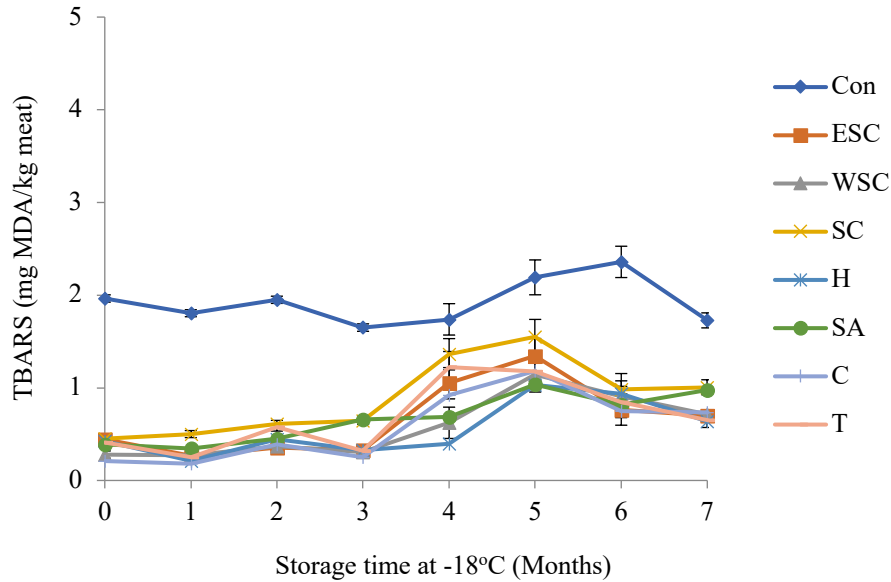 5
4
3
2
1
0
TBARS (mg MDA/kg meat)
0 1 2 3 4 5 6 7
Storage time at -18°C (Months)
Con
ESC
WSC
SC
H
SA
C
T